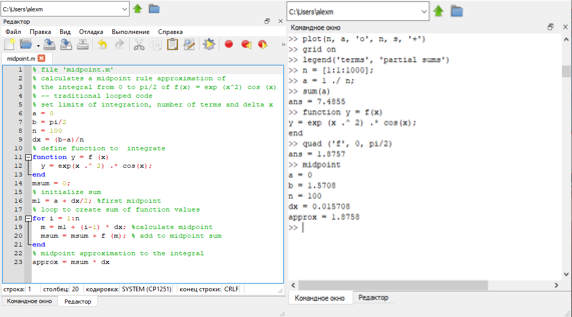 C:\Users\alexm
Редактор
Файл Правка Вид Отладка Выполнение Справка
midpoint.m
1 % file 'midpoint.m'
2 % calculates a midpoint rule approximation of
3 % the integral from 0 to pi/2 of f(x) = exp (x^2) cos (x)
4 % -- traditional looped code
5 % set limits of integration, number of terms and delta x
6 a = 0
7 b = pi/2
8 n = 100
9 dx = (b-a)/n
10 % define function to integrate
11 function y = f (x)
12 y = exp(x .^ 2) .* cos(x);
13 end
14 msum = 0;
15 % initialize sum
16 m1 = a + dx/2; %first midpoint
17 % loop to create sum of function values
18 for i = 1:n
19 m = m1 + (i-1) * dx; %calculate midpoint
20 msum = msum + f (m); % add to midpoint sum
21 end
22 % midpoint approximation to the integral
23 approx = msum * dx
строка: 1 столбец: 20 кодировка: SYSTEM (CP1251) конец строки: CRLF
Командное окно Редактор
C:\Users\alexm
Командное окно
>> plot(n, a, 'o', n, s, '+')
>> grid on
>> legend('terms', 'partial sums')
>> n = [1:1:1000];
>> a = 1 ./ n;
>> sum(a)
ans = 7.4855
>> function y = f(x)
y = exp (x .^ 2) .* cos(x);
end
>> quad ('f', 0, pi/2)
ans = 1.8757
>> midpoint
a = 0
b = 1.5708
n = 100
dx = 0.015708
approx = 1.8758
>>
Командное окно Редактор